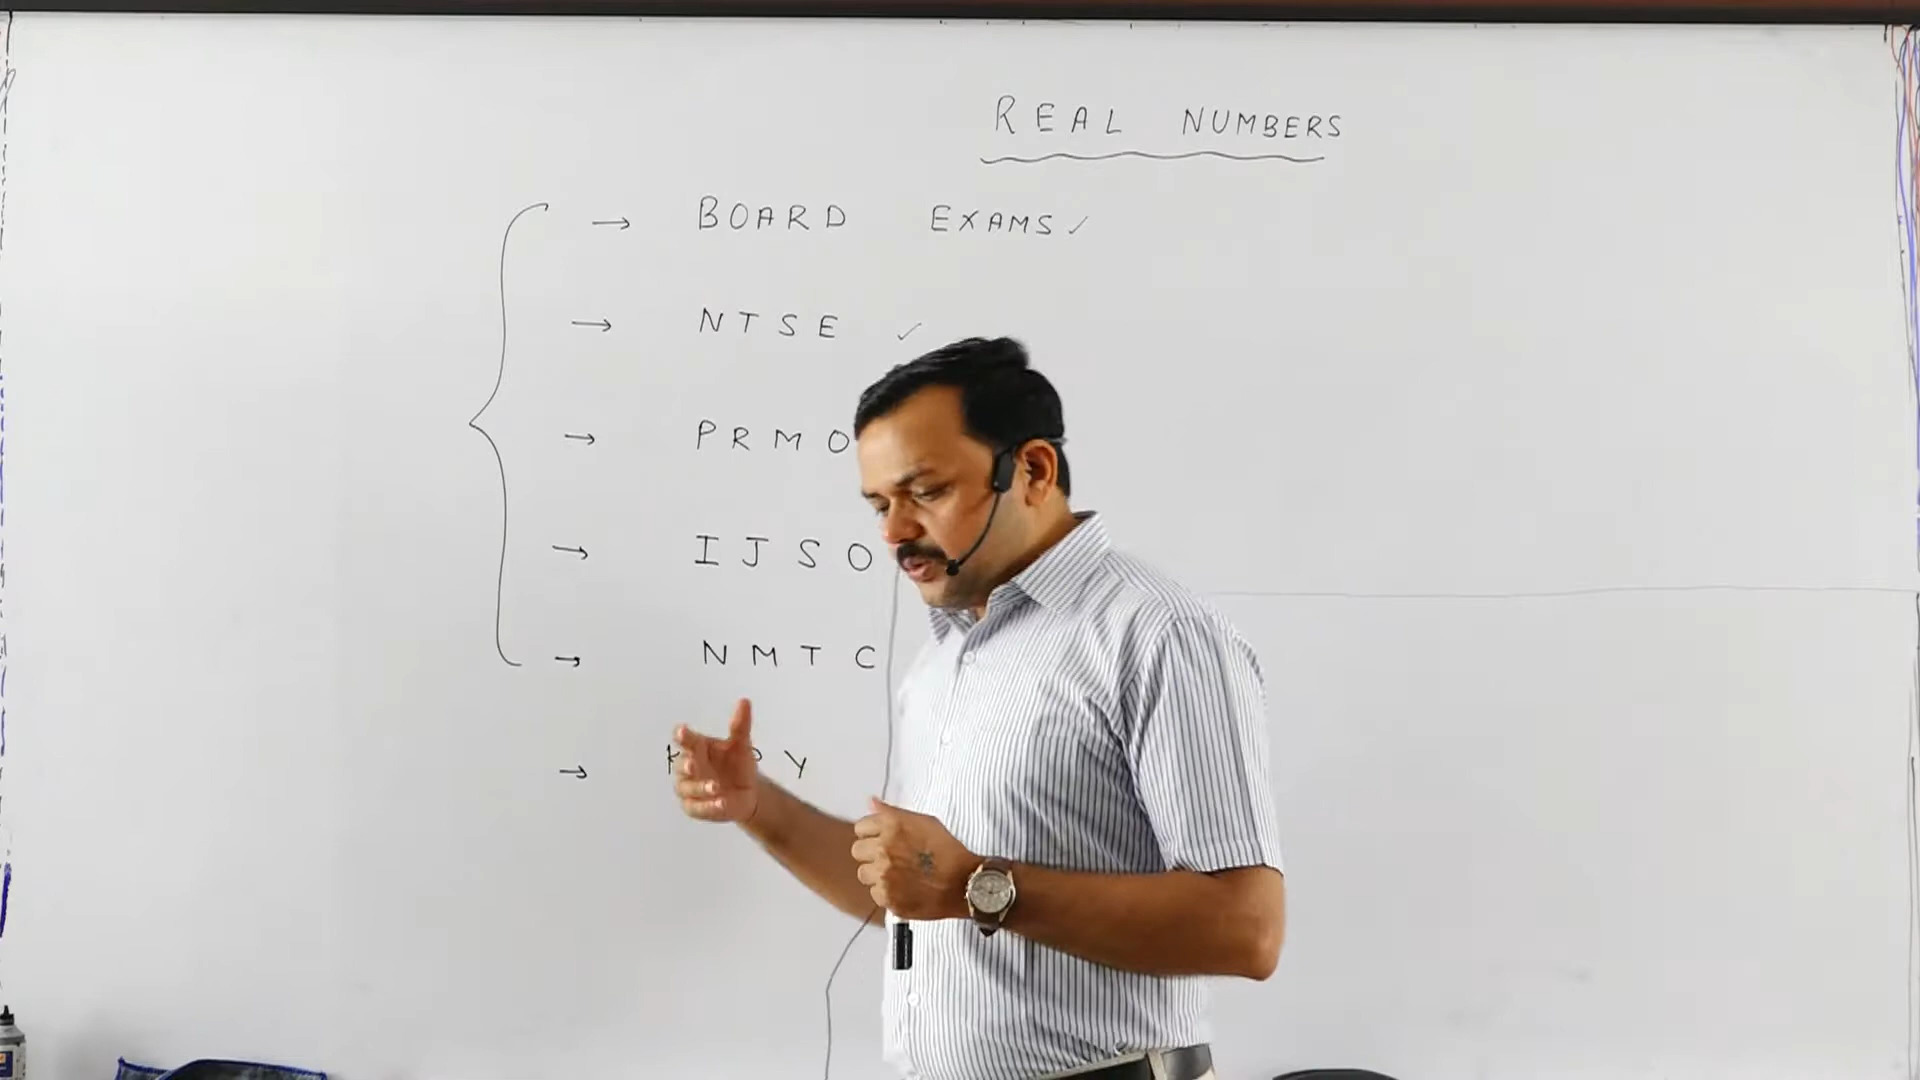 REAL NUMBERS
→ BOARD EXAMS ✓
→ NTSE ✓
→ PRMO
→ IJSO
→ NMTC